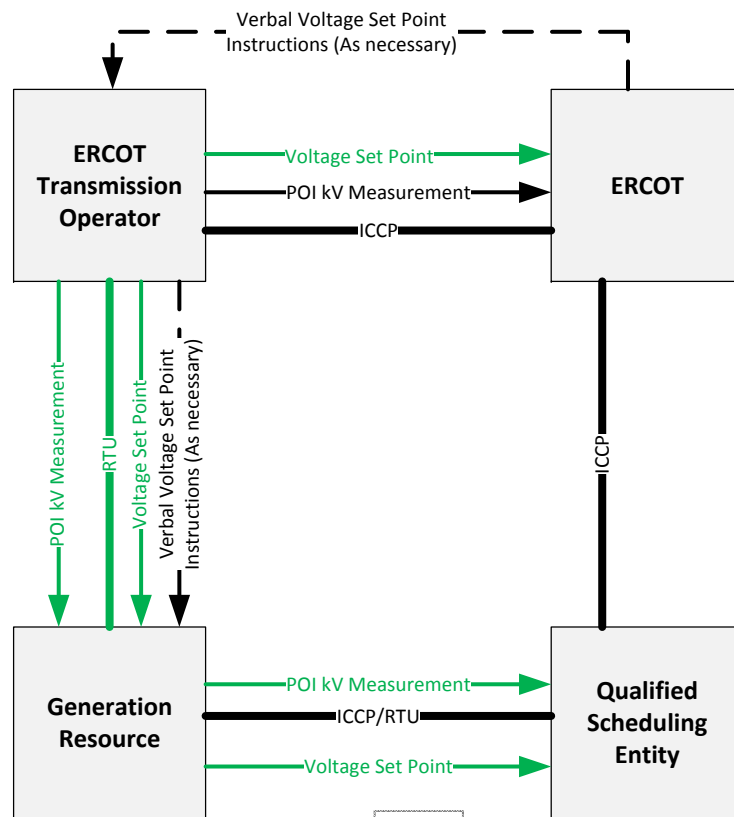 Verbal Voltage Set Point
Instructions (As necessary)
ERCOT
Transmission
Operator
Voltage Set Point
POI kV Measurement
ICCP
ERCOT
POI kV Measurement
RTU
Voltage Set Point
Verbal Voltage Set Point
Instructions (As necessary)
ICCP
Generation
Resource
POI kV Measurement
ICCP/RTU
Voltage Set Point
Qualified
Scheduling
Entity